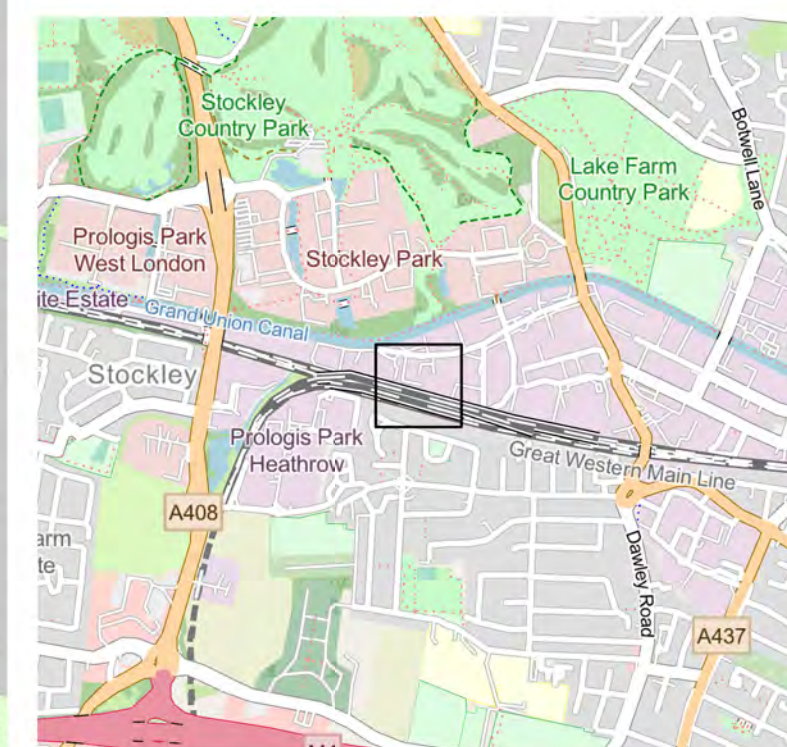 Stockley
Country Park
Botwell Lane
Lake Farm
Country Park
Prologis Park
West London
Stockley Park
ite Estate
Grand Union Canal
Stockley
Prologis Park
Heathrow
Great Western Main Line
A408
arm
te
Dawley Road
A437